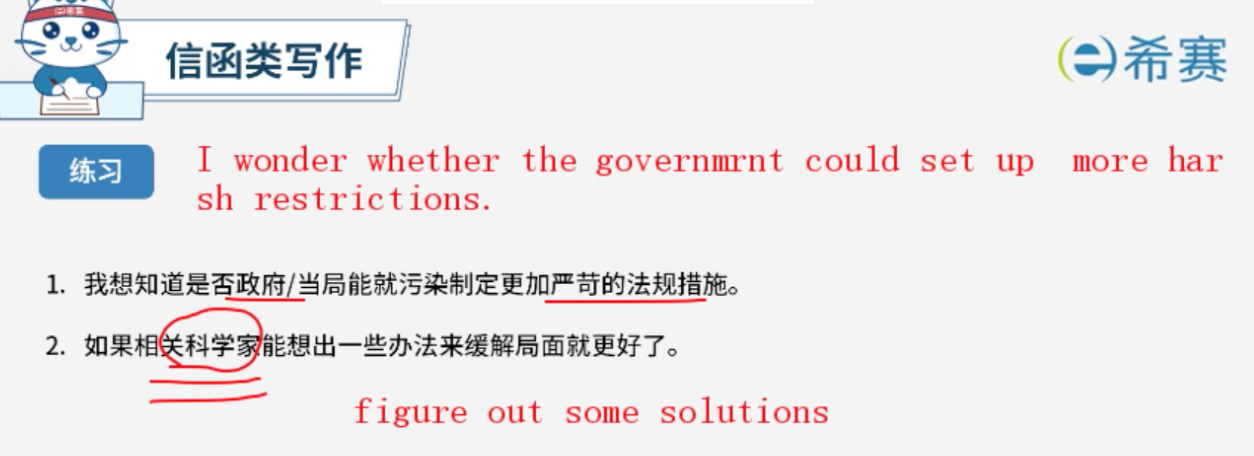 希赛
信函类写作
希赛
练习
I wonder whether the governmrnt could set up more har
sh restrictions.
1. 我想知道是否政府/当局能就污染制定更加严苛的法规措施。
2. 如果相关科学家能想出一些办法来缓解局面就更好了。
figure out some solutions